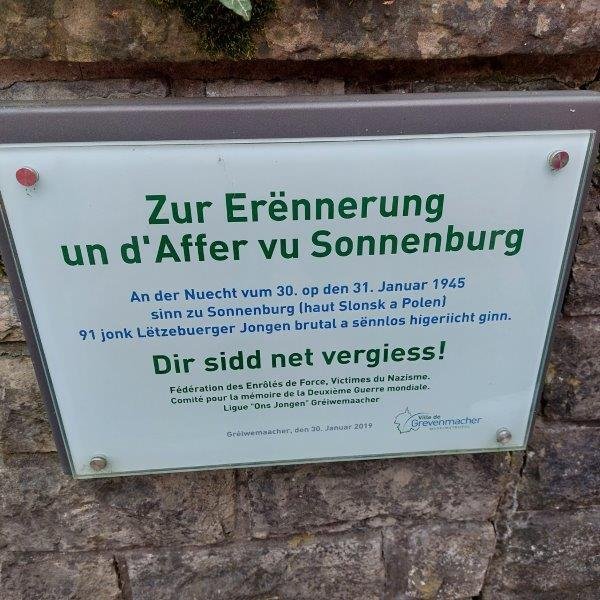 Zur Erënnerung
un d'Affer vu Sonnenburg
An der Nuecht vum 30. op den 31. Januar 1945
sinn zu Sonnenburg (haut Slonsk a Polen)
91 jonk Lëtzebuerger Jongen brutal a sënnlos higeriicht ginn.
Dir sidd net vergiess!
Fédération des Enrôlés de Force, Victimes du Nazisme.
Comité pour la mémoire de la Deuxième Guerre mondiale.
Ligue "Ons Jongen" Gréiwemaacher
Gréiwemaacher, den 30. Januar 2019
Ville de
Grevenmacher